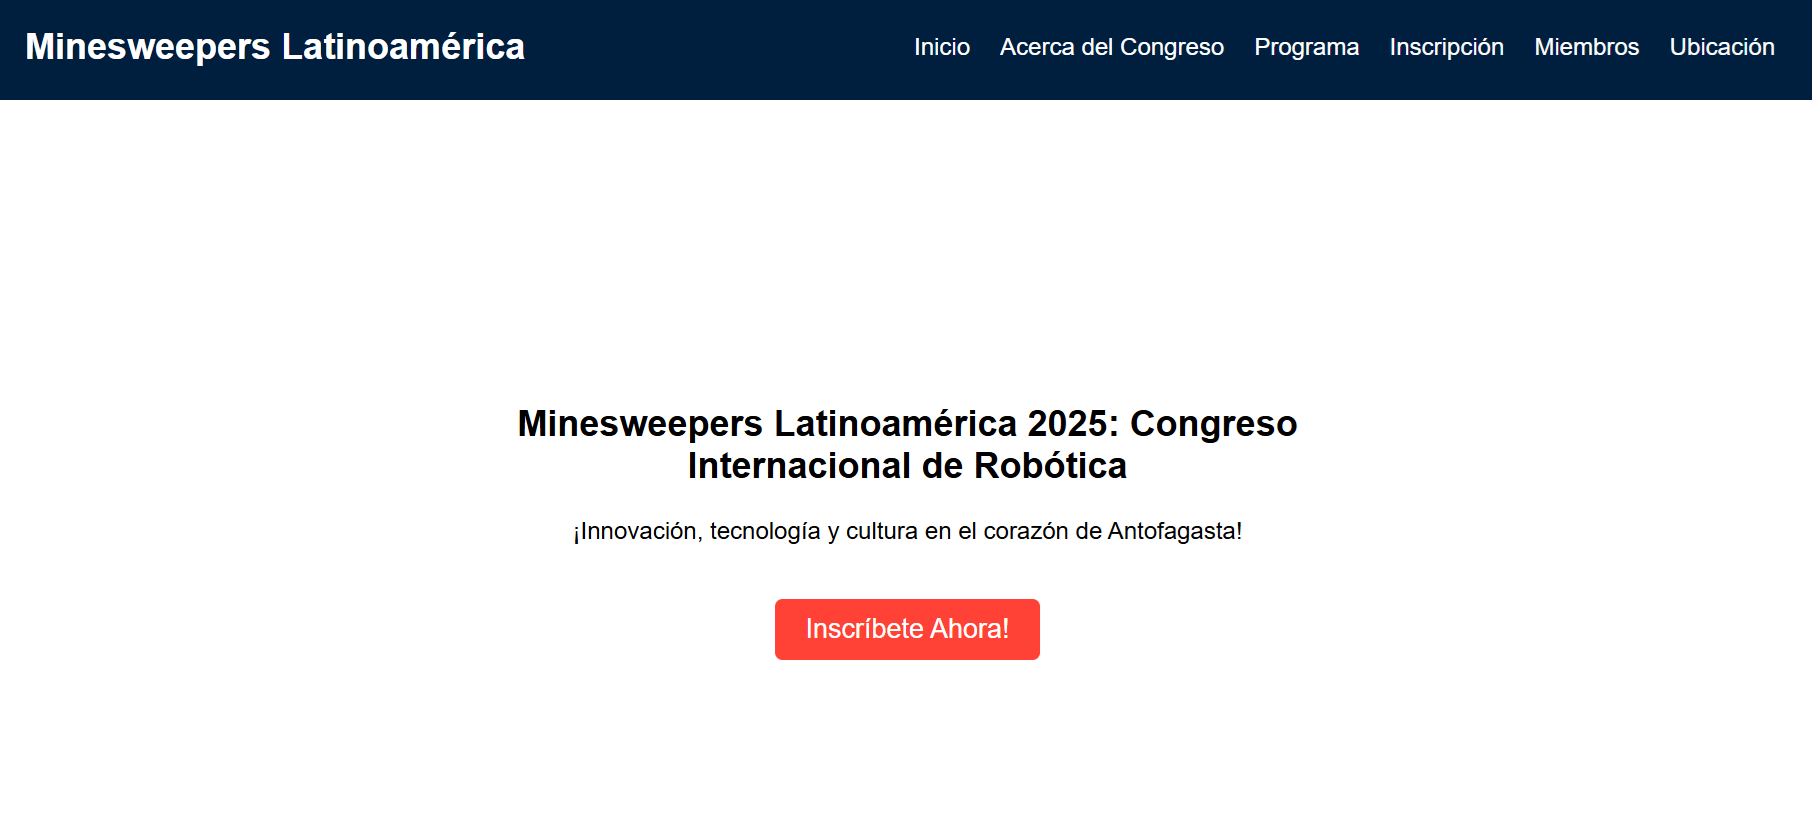 Minesweepers Latinoamérica
Inicio Acerca del Congreso Programa Inscripción Miembros Ubicación
Minesweepers Latinoamérica 2025: Congreso
Internacional de Robótica
¡Innovación, tecnología y cultura en el corazón de Antofagasta!
Inscríbete Ahora!